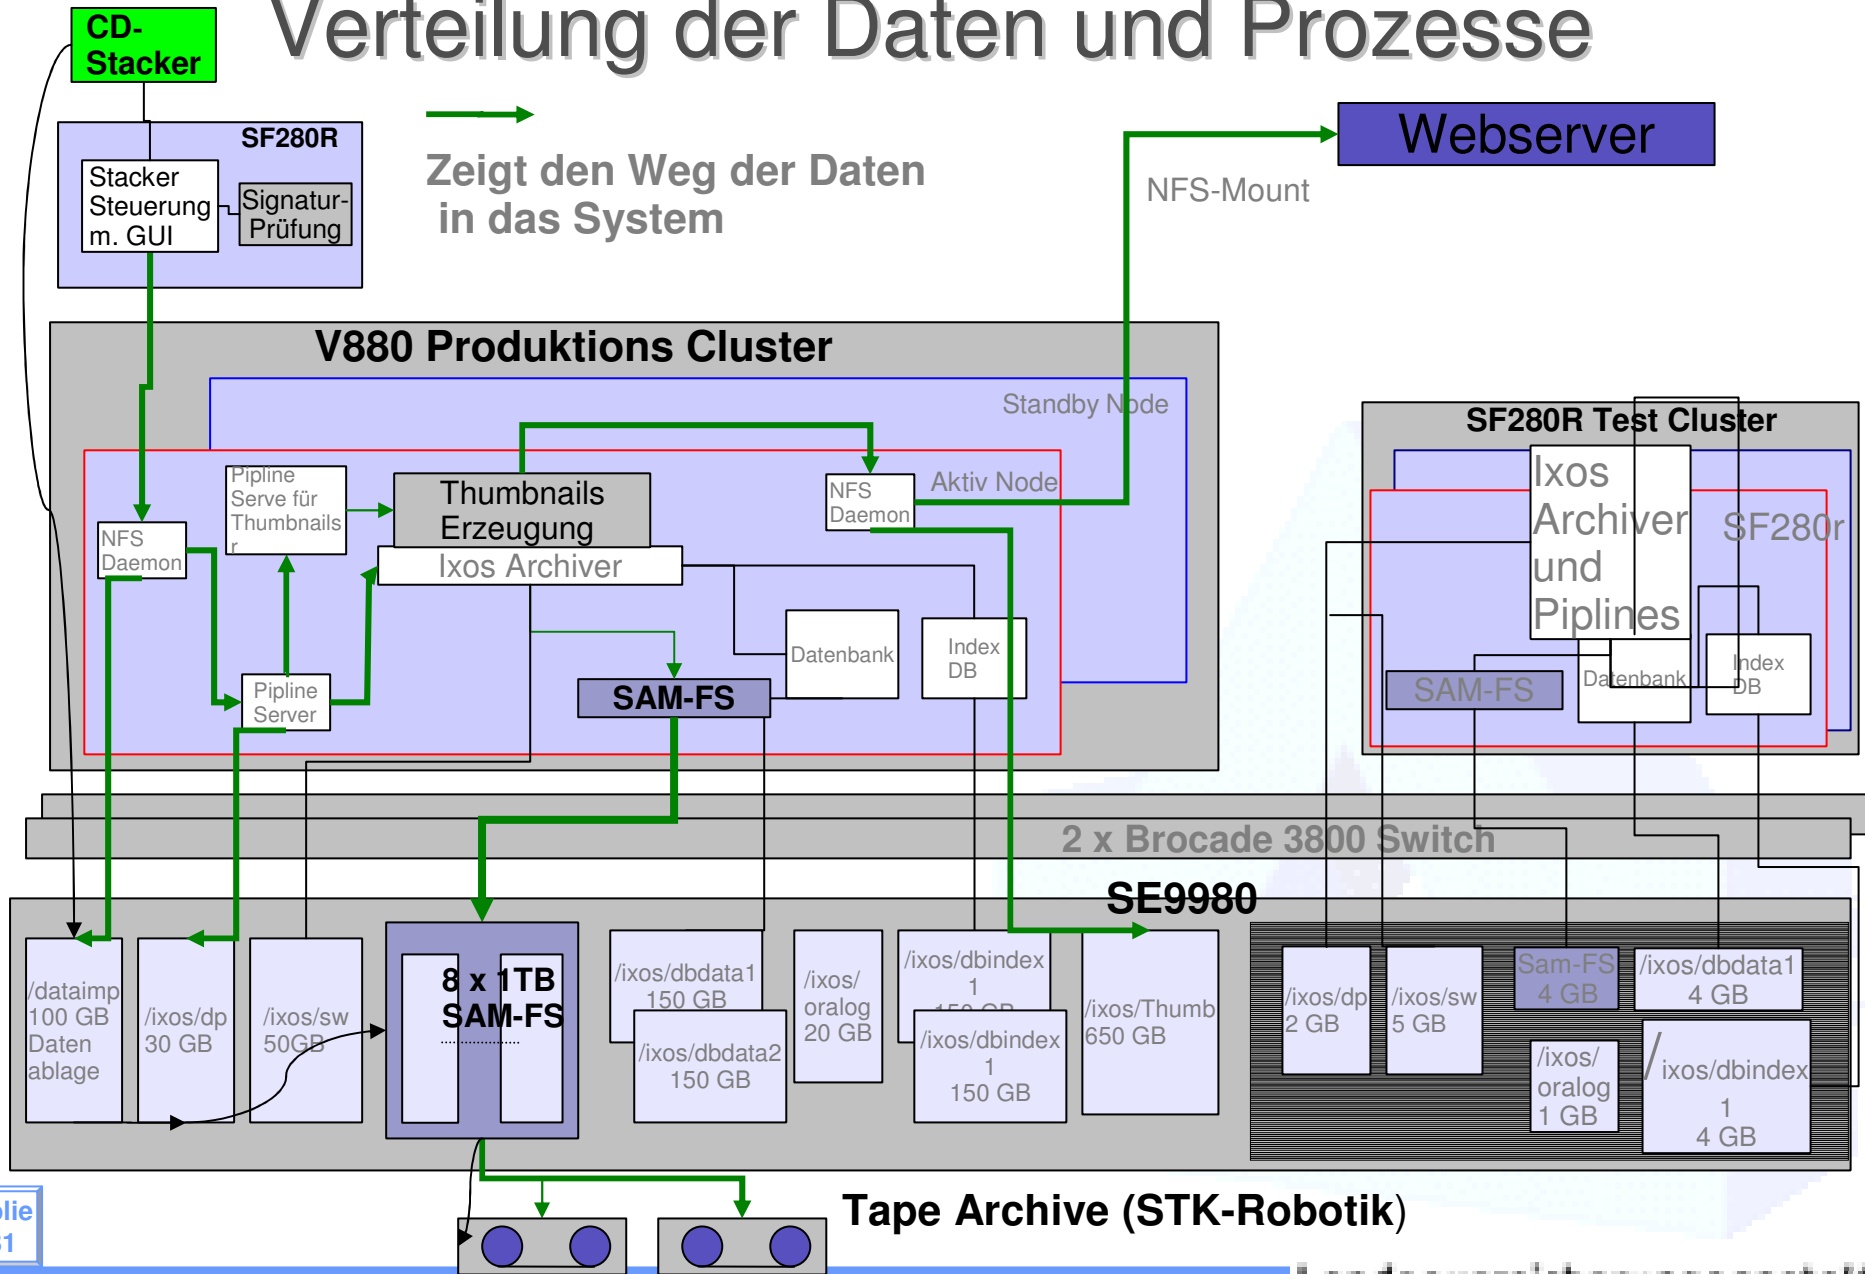 Verteilung der Daten und Prozesse
CD-
Stacker
SF280R
Stacker
Steuerung
m. GUI
Signatur-
Prüfung
Zeigt den Weg der Daten
in das System
Webserver
NFS-Mount
V880 Produktions Cluster
Standby Node
Aktiv Node
Pipline
Serve für
Thumbnails
r
Thumbnails
Erzeugung
Ixos Archiver
NFS
Daemon
NFS
Daemon
Pipline
Server
SAM-FS
Datenbank
Index
DB
SF280R Test Cluster
Ixos
Archiver
und
Piplines
SF280r
SAM-FS
Datenbank
Index
DB
2 x Brocade 3800 Switch
SE9980
/dataimp
100 GB
Daten
ablage
/ixos/dp
30 GB
/ixos/sw
50GB
8 x 1TB
SAM-FS
/ixos/dbdata1
150 GB
/ixos/dbdata2
150 GB
/ixos/
oralog
20 GB
/ixos/dbindex
1
150 GB
/ixos/dbindex
1
150 GB
/ixos/Thumb
650 GB
/ixos/dp
2 GB
/ixos/sw
5 GB
Sam-FS
4 GB
/ixos/dbdata1
4 GB
/ixos/
oralog
1 GB
/ixos/dbindex
1
4 GB
Tape Archive (STK-Robotik)